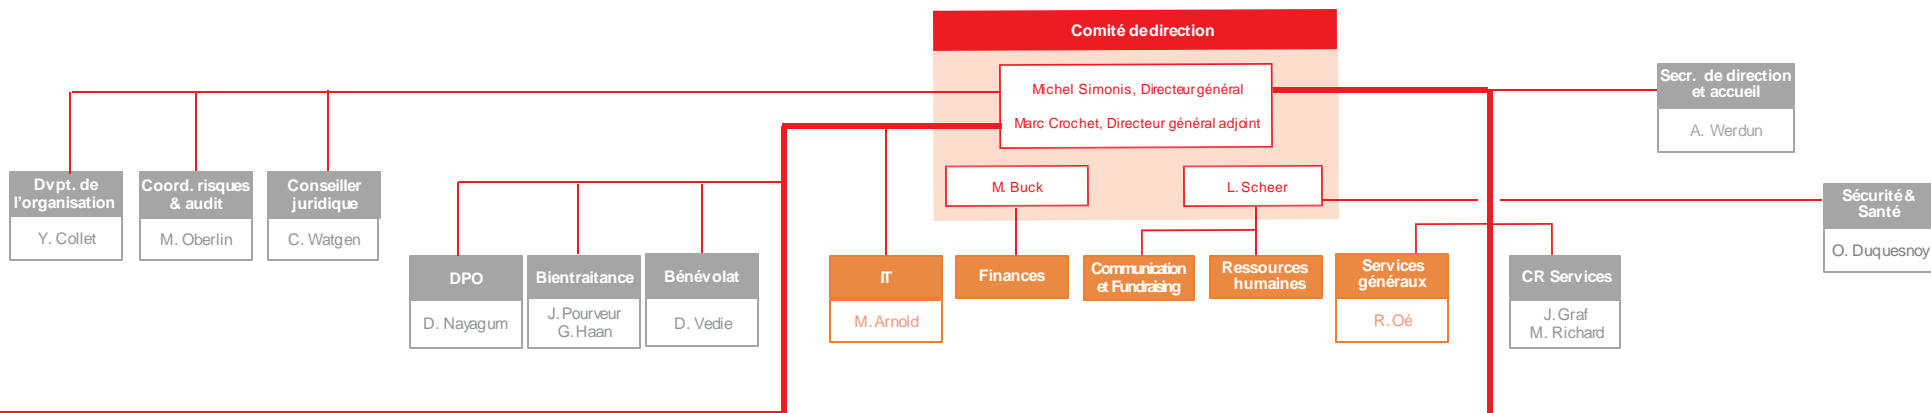 Comité de direction
Michel Simonis, Directeur général
Marc Crochet, Directeur général adjoint
Secr. de direction
et accueil
A. Werdun
M. Buck
L. Scheer
Dvpt. de
l'organisation
Y. Collet
Coord. risques
& audit
M. Oberlin
Conseiller
juridique
C. Watgen
Sécurité &
Santé
O. Duquesnoy
DPO
D. Nayagum
Bientraitance
J. Pourveur
G. Haan
Bénévolat
D. Vedie
IT
M. Arnold
Finances
Communication
et Fundraising
Ressources
humaines
Services
généraux
R. Oé
CR Services
J. Graf
M. Richard